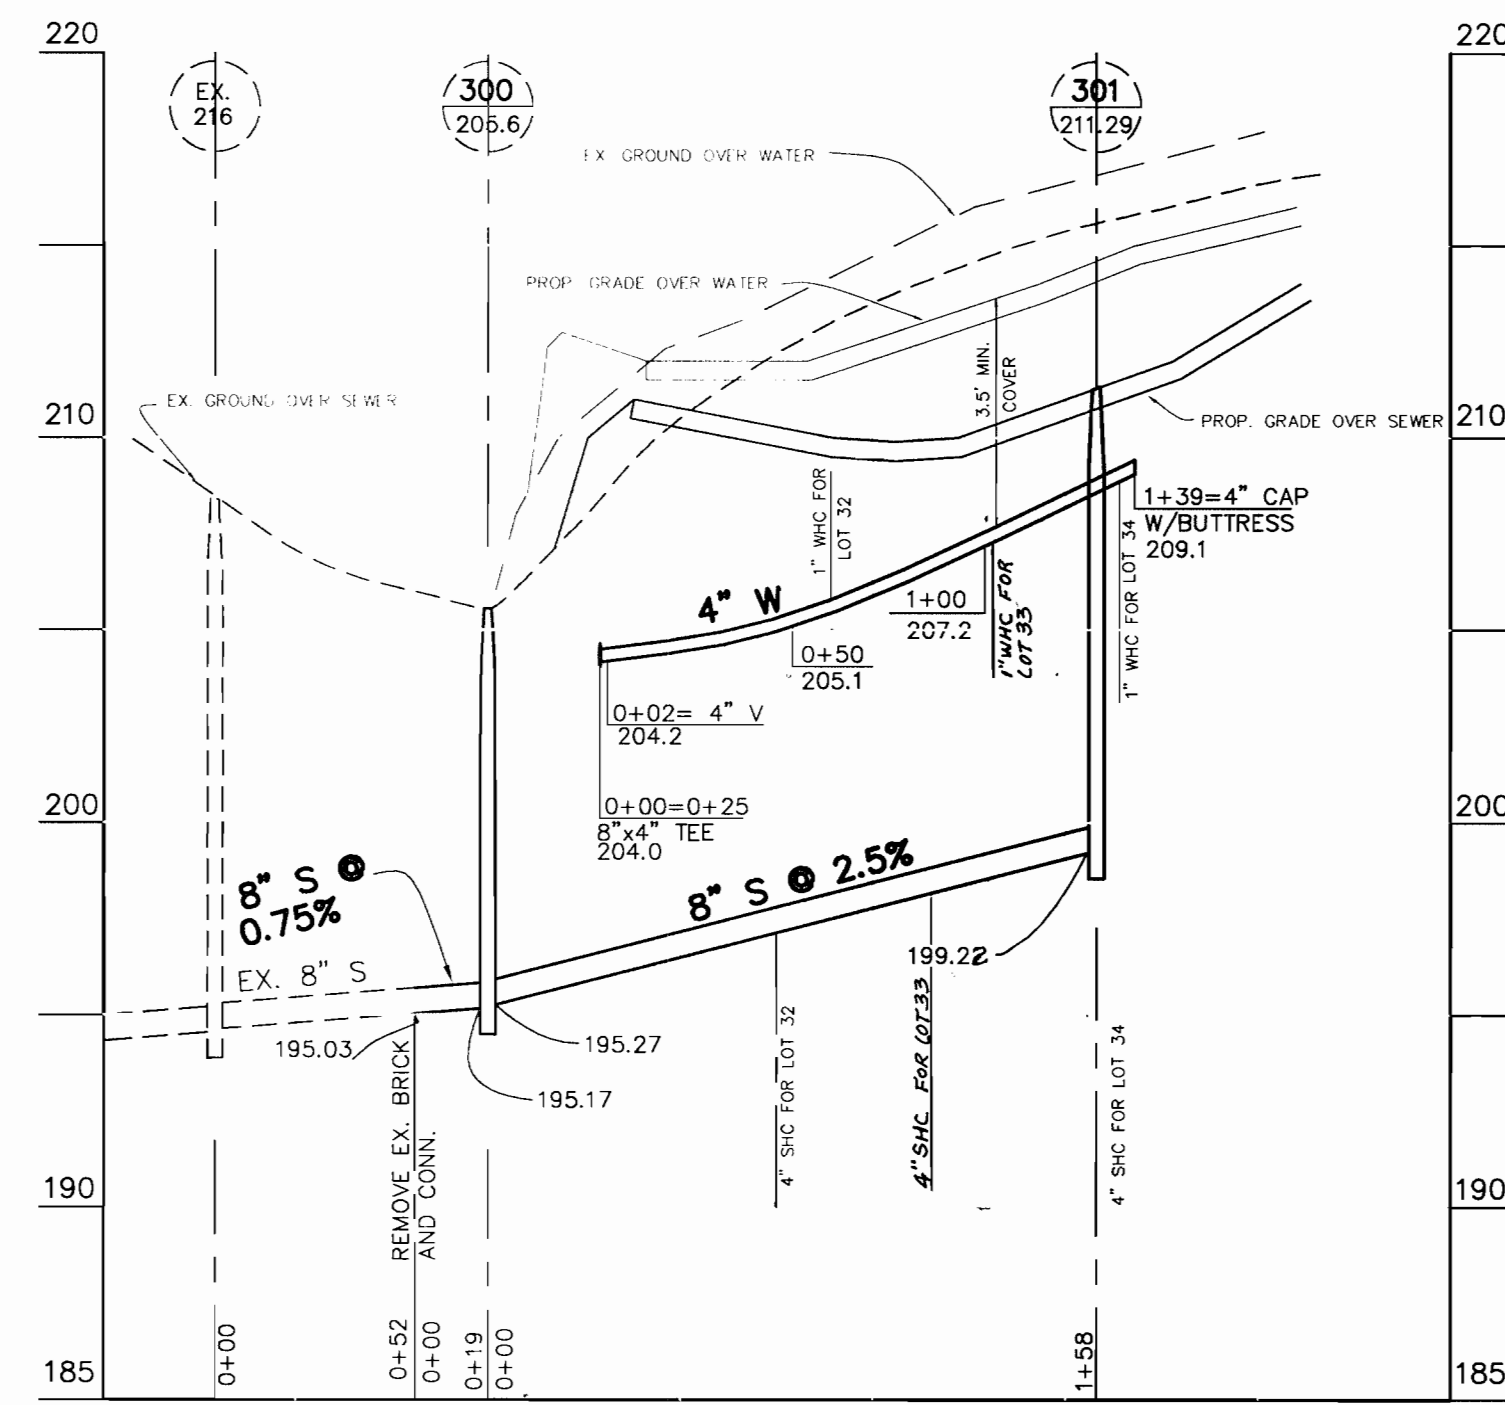 220
220
EX.
216
300
205.6
301
211.29
EX. GROUND OVER WATER
PROP. GRADE OVER WATER
EX. GROUND OVER SEWER
3.5' MIN.
COVER
PROP. GRADE OVER SEWER
210
210
1" WHC FOR
LOT 32
1+39=4" CAP
W/BUTTRESS
209.1
4" W
1+00
207.2
1"WHC FOR
LOT 33
1" WHC FOR LOT 34
0+50
205.1
0+02= 4" V
204.2
0+00=0+25
8"x4" TEE
204.0
200
200
8" S @
0.75%
8" S @ 2.5%
EX. 8" S
199.22
195.03
195.27
195.17
REMOVE EX. BRICK
AND CONN.
4" SHC FOR LOT 32
4"SHC FOR LOT 33
4" SHC FOR LOT 34
190
190
0+00
0+52
0+00
0+19
0+00
1+58
185
185